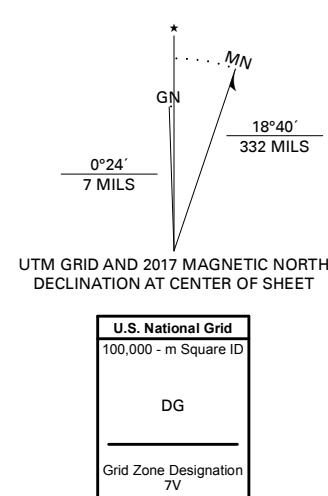 ★
MN
GN
18°40´
332 MILS
0°24´
7 MILS
UTM GRID AND 2017 MAGNETIC NORTH
DECLINATION AT CENTER OF SHEET
U.S. National Grid
100,000 - m Square ID
DG
Grid Zone Designation
7V